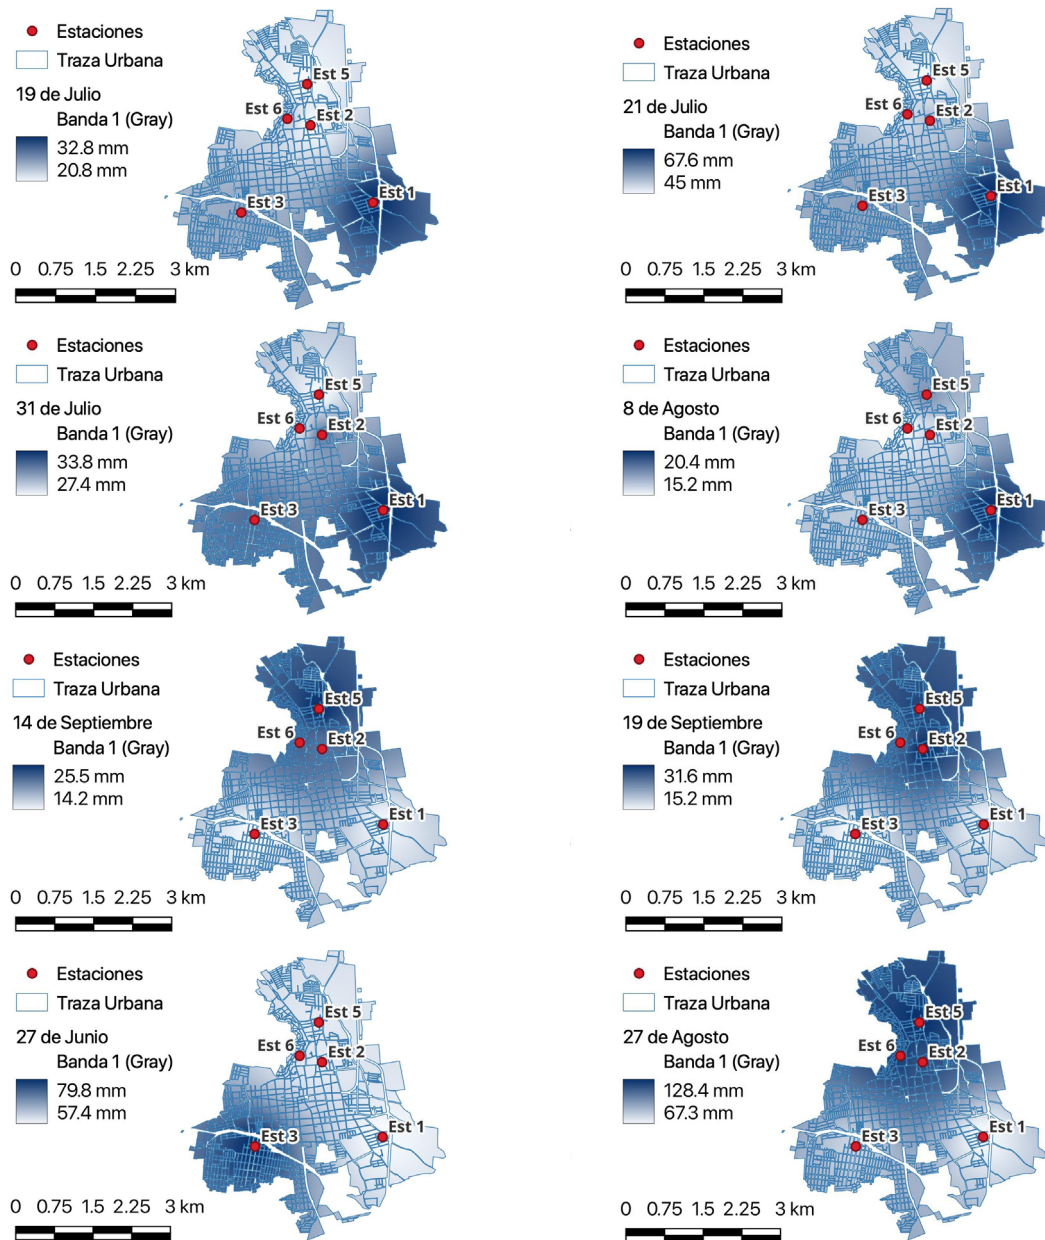 Estaciones
Traza Urbana
19 de Julio
Banda 1 (Gray)
32.8 mm
20.8 mm
Est 5
Est 6
Est 2
Est 1
Est 3
0 0.75 1.5 2.25 3 km
Estaciones
Traza Urbana
21 de Julio
Banda 1 (Gray)
67.6 mm
45 mm
Est 5
Est 6
Est 2
Est 1
Est 3
0 0.75 1.5 2.25 3 km
Estaciones
Traza Urbana
31 de Julio
Banda 1 (Gray)
33.8 mm
27.4 mm
Est 5
Est 6
Est 2
Est 1
Est 3
0 0.75 1.5 2.25 3 km
Estaciones
Traza Urbana
8 de Agosto
Banda 1 (Gray)
20.4 mm
15.2 mm
Est 5
Est 6
Est 2
Est 1
Est 3
0 0.75 1.5 2.25 3 km
Estaciones
Traza Urbana
14 de Septiembre
Banda 1 (Gray)
25.5 mm
14.2 mm
Est 5
Est 6
Est 2
Est 1
Est 3
0 0.75 1.5 2.25 3 km
Estaciones
Traza Urbana
19 de Septiembre
Banda 1 (Gray)
31.6 mm
15.2 mm
Est 5
Est 6
Est 2
Est 1
Est 3
0 0.75 1.5 2.25 3 km
Estaciones
Traza Urbana
27 de Junio
Banda 1 (Gray)
79.8 mm
57.4 mm
Est 5
Est 6
Est 2
Est 1
Est 3
0 0.75 1.5 2.25 3 km
Estaciones
Traza Urbana
27 de Agosto
Banda 1 (Gray)
128.4 mm
67.3 mm
Est 5
Est 6
Est 2
Est 1
Est 3
0 0.75 1.5 2.25 3 km